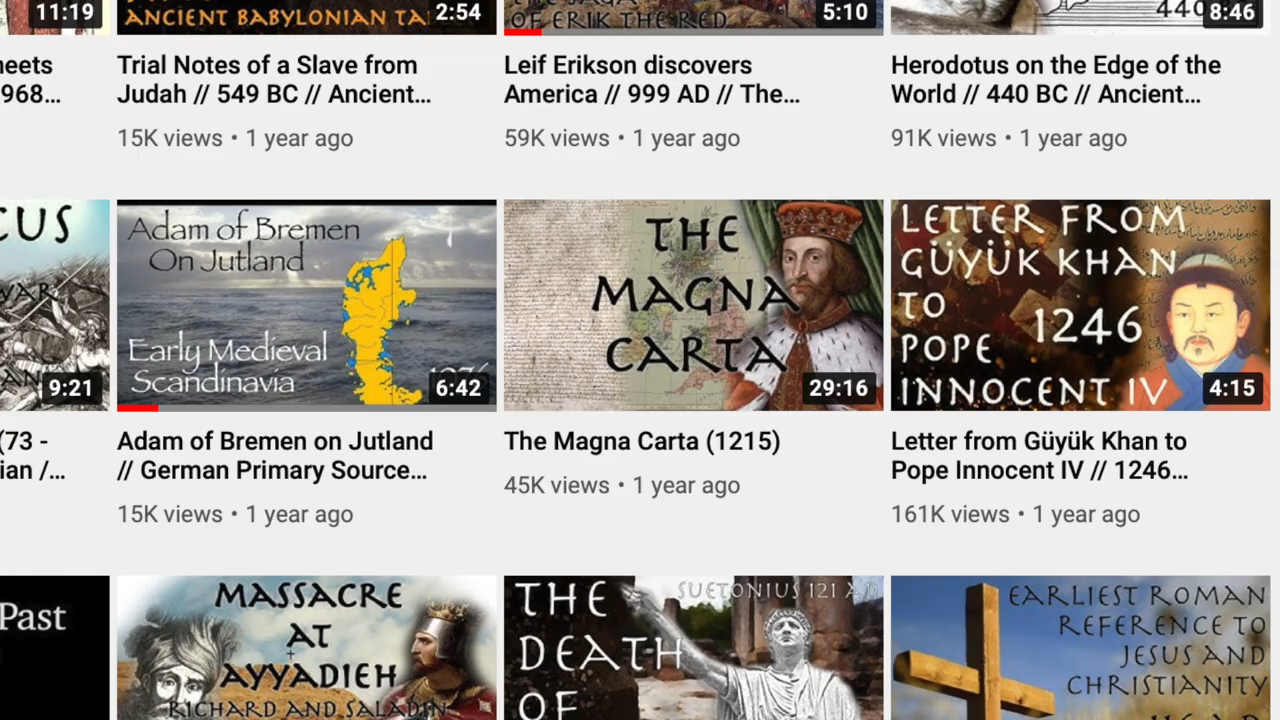 11:19
ANCIENT BABYLONIAN TA
2:54
THE SAGA
OF ERIK THE RED
5:10
440
8:46
neets
968...
Trial Notes of a Slave from
Judah // 549 BC // Ancient...
15K views • 1 year ago
Leif Erikson discovers
America // 999 AD // The...
59K views • 1 year ago
Herodotus on the Edge of the
World // 440 BC // Ancient...
91K views • 1 year ago
CUS
WAR
9:21
Adam of Bremen
On Jutland
Early Medieval
Scandinavia
6:42
THE
MAGNA
CARTA
29:16
LETTER FROM
GÜYÜK KHAN
TO
1246
POPE
INNOCENT IV
4:15
(73 -
ian /...
Adam of Bremen on Jutland
// German Primary Source...
15K views • 1 year ago
The Magna Carta (1215)
45K views • 1 year ago
Letter from Güyük Khan to
Pope Innocent IV // 1246...
161K views • 1 year ago
Past
MASSACRE
AT
AYYADIEH
RICHARD AND SALADIN
SUETONIUS 121 AD
THE
DEATH
OF
EARLIEST ROMAN
REFERENCE TO
JESUS AND
CHRISTIANITY